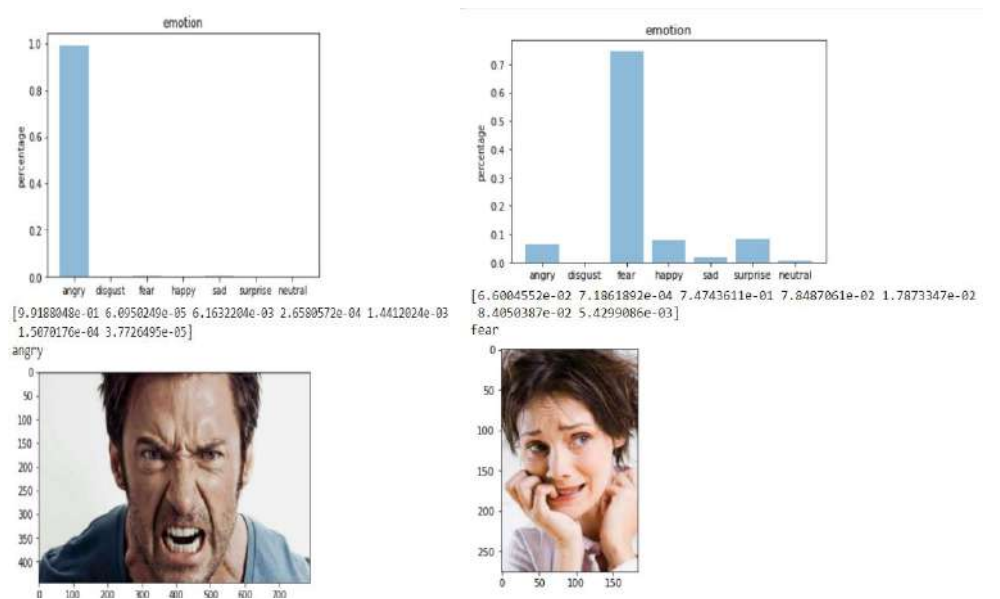 emotion
1.0
0.8
0.6
0.4
0.2
0.0
percentage
angry disgust fear happy sad surprise neutral
[9.9188048e-01 6.0950249e-05 6.1632204e-03 2.6580572e-04 1.4412024e-03
1.5070176e-04 3.7726495e-05]
angry
0
50
100
150
200
250
300
350
400
0 100 200 300 400 500 600 700
emotion
0.7
0.6
0.5
0.4
0.3
0.2
0.1
0.0
percentage
angry disgust fear happy sad surprise neutral
[6.6004552e-02 7.1861892e-04 7.4743611e-01 7.8487061e-02 1.7873347e-02
8.4050387e-02 5.4299086e-03]
fear
0
50
100
150
200
250
0 50 100 150